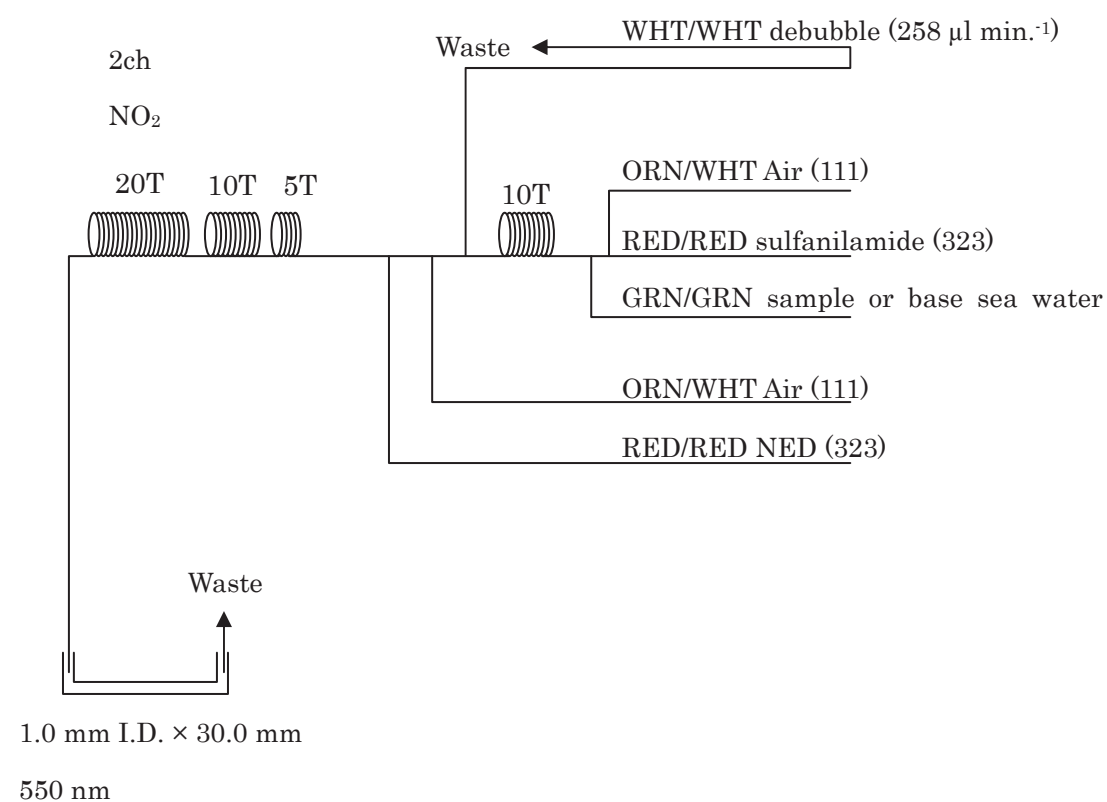 WHT/WHT debubble (258 µl min.⁻¹)
Waste
2ch
NO₂
ORN/WHT Air (111)
20T 10T 5T
10T
RED/RED sulfanilamide (323)
GRN/GRN sample or base sea water
ORN/WHT Air (111)
RED/RED NED (323)
Waste
1.0 mm I.D. × 30.0 mm
550 nm